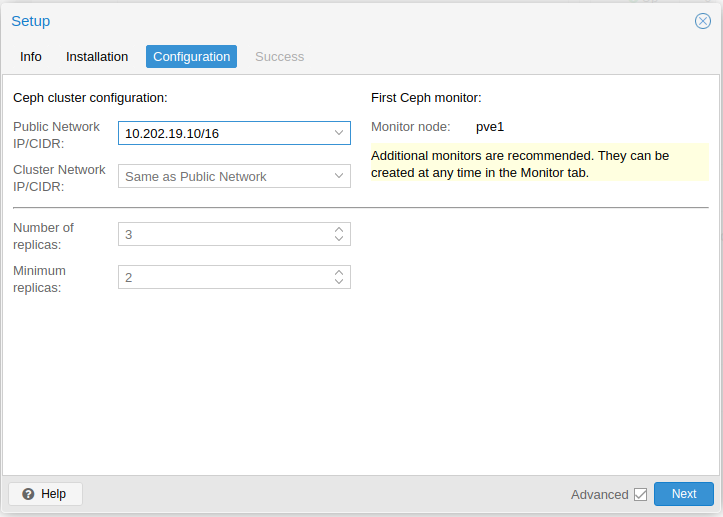 Setup
Info Installation Configuration Success
Ceph cluster configuration:
Public Network
IP/CIDR:
10.202.19.10/16
Cluster Network
IP/CIDR:
Same as Public Network
First Ceph monitor:
Monitor node: pve1
Additional monitors are recommended. They can be
created at any time in the Monitor tab.
Number of
replicas:
3
Minimum
replicas:
2
Help
Advanced
Next